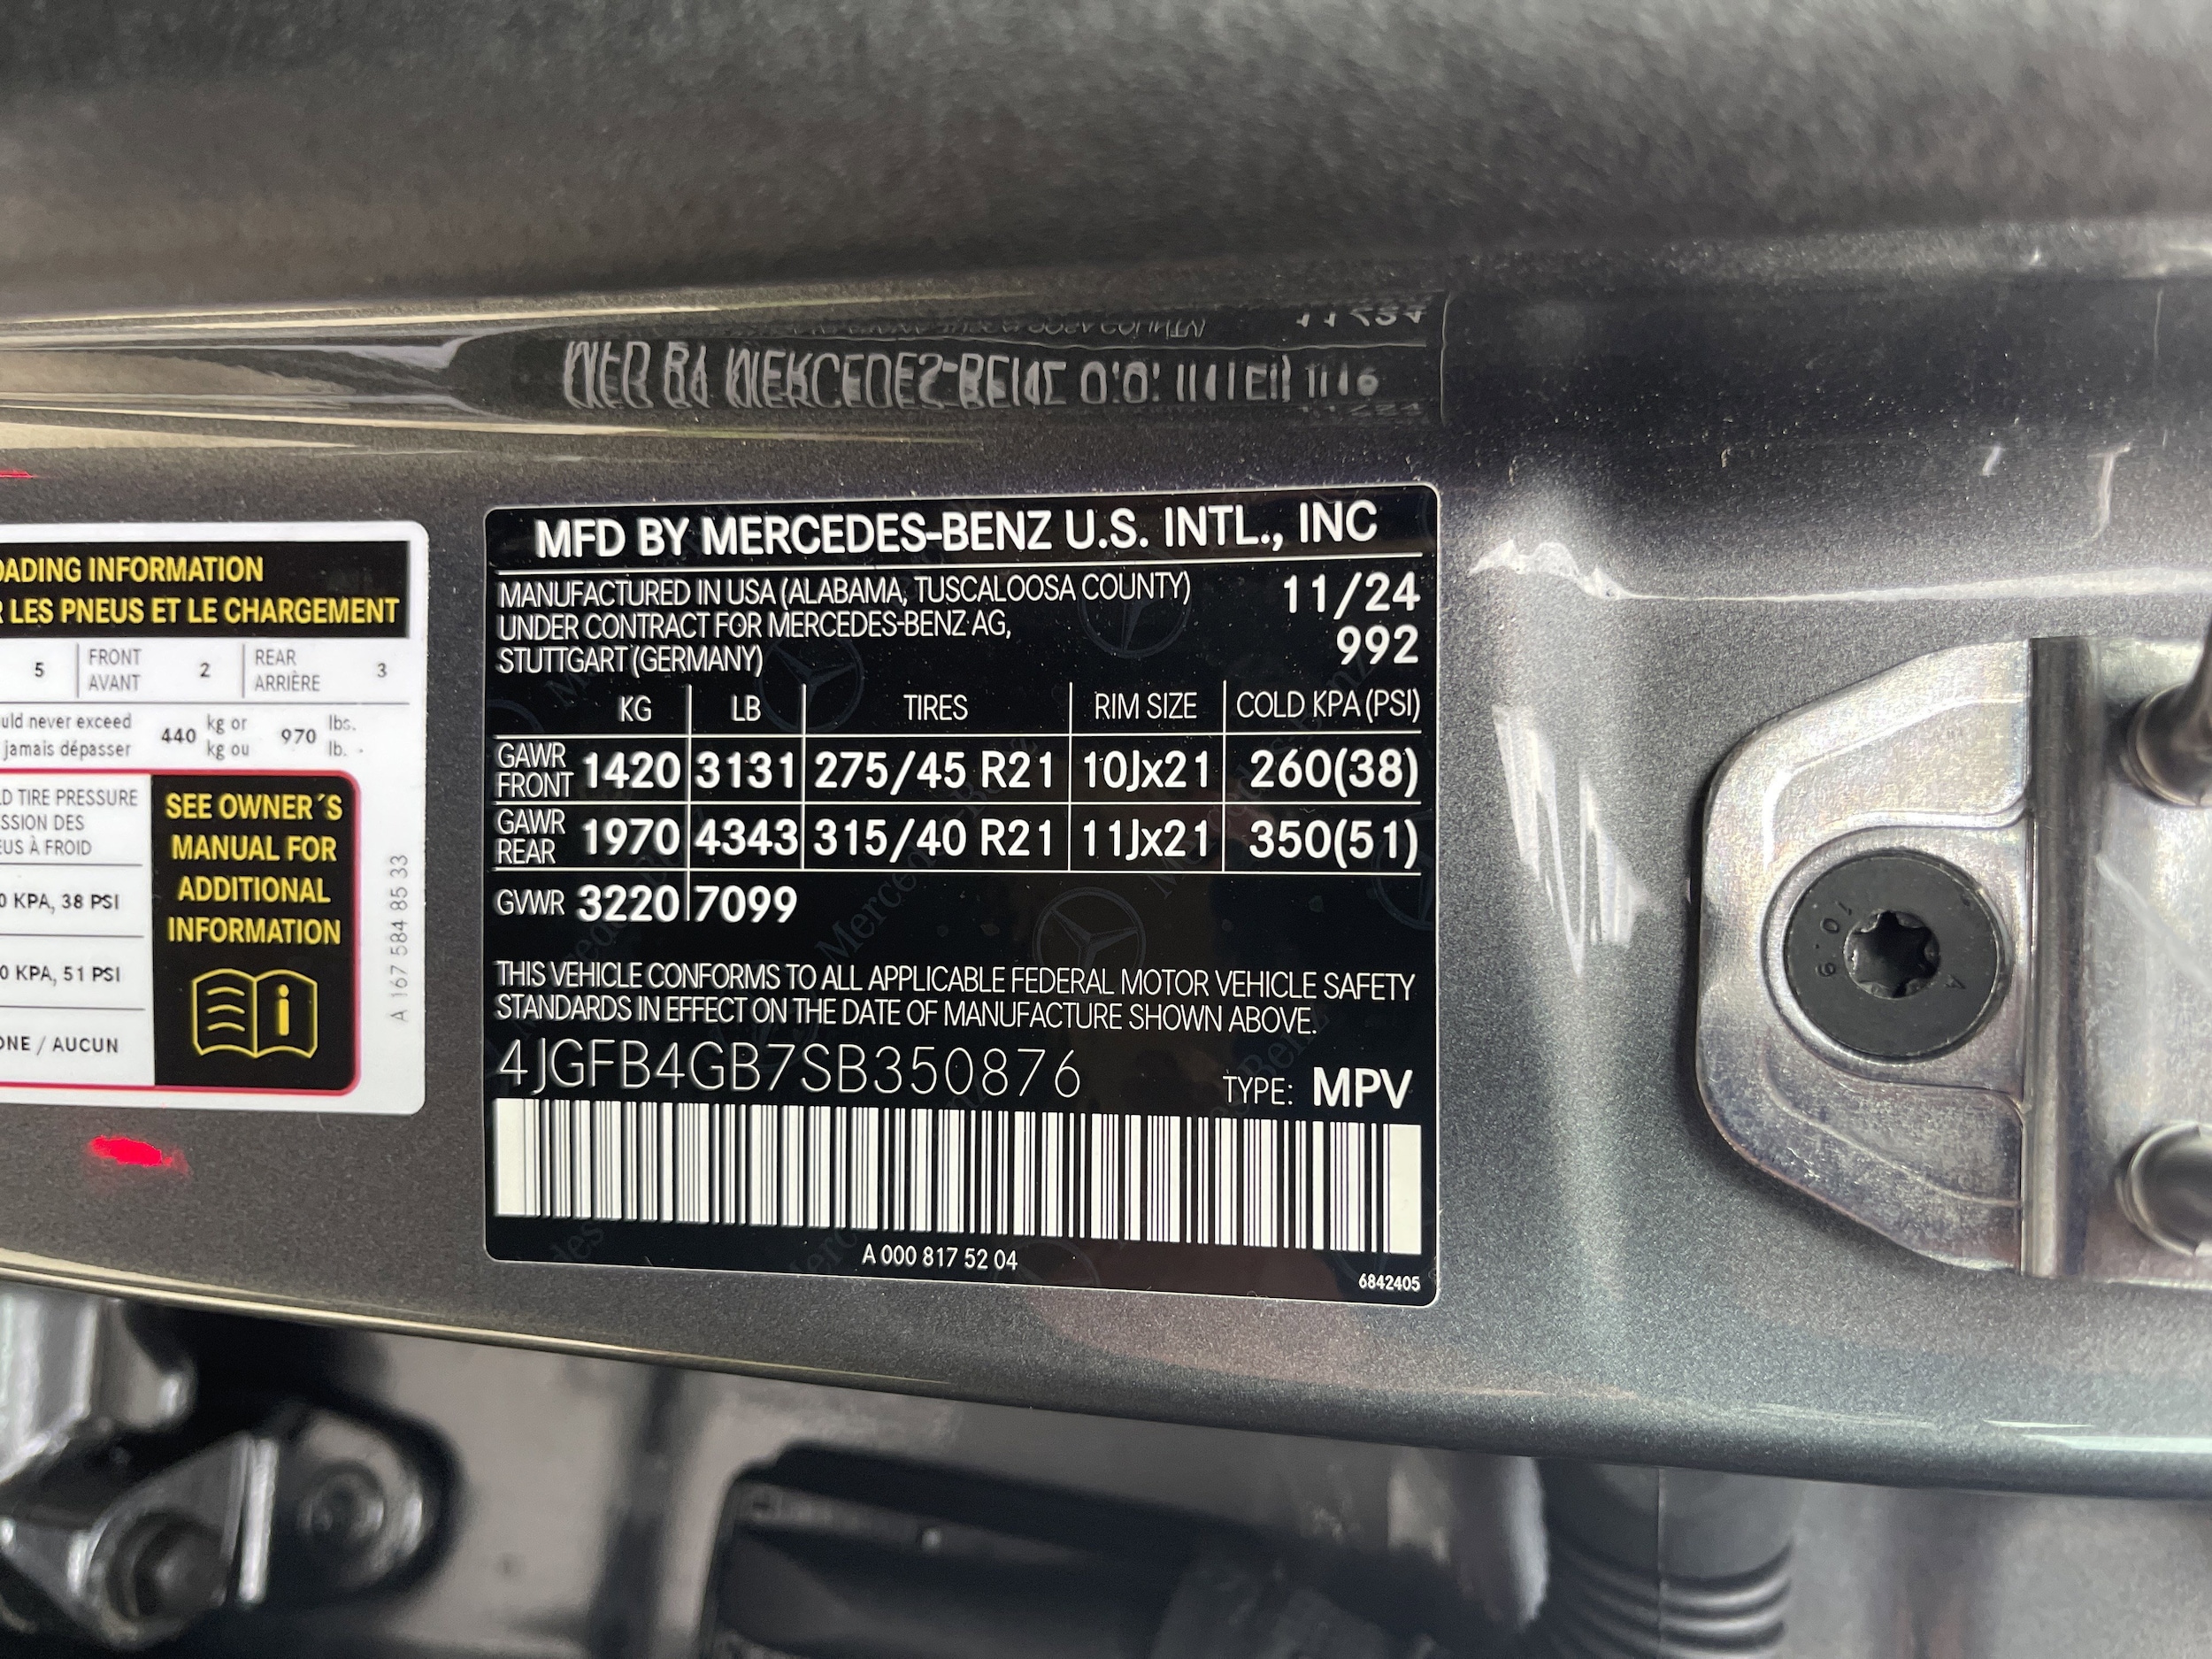 OADING INFORMATION
R LES PNEUS ET LE CHARGEMENT
5 FRONT AVANT 2 REAR ARRIÈRE 3
uld never exceed 440 kg or 970 lbs.
jamais dépasser kg ou lb.
D TIRE PRESSURE
SSION DES
EUS À FROID
0 KPA, 38 PSI
0 KPA, 51 PSI
ONE / AUCUN
SEE OWNER´S
MANUAL FOR
ADDITIONAL
INFORMATION
A 167 584 85 33
MFD BY MERCEDES-BENZ U.S. INTL., INC
MANUFACTURED IN USA (ALABAMA, TUSCALOOSA COUNTY) 11/24
UNDER CONTRACT FOR MERCEDES-BENZ AG, 992
STUTTGART (GERMANY)
KG LB TIRES RIM SIZE COLD KPA (PSI)
GAWR FRONT 1420 3131 275/45 R21 10Jx21 260(38)
GAWR REAR 1970 4343 315/40 R21 11Jx21 350(51)
GVWR 3220 7099
THIS VEHICLE CONFORMS TO ALL APPLICABLE FEDERAL MOTOR VEHICLE SAFETY
STANDARDS IN EFFECT ON THE DATE OF MANUFACTURE SHOWN ABOVE.
4JGFB4GB7SB350876 TYPE: MPV
A 000 817 52 04
6842405
10.9